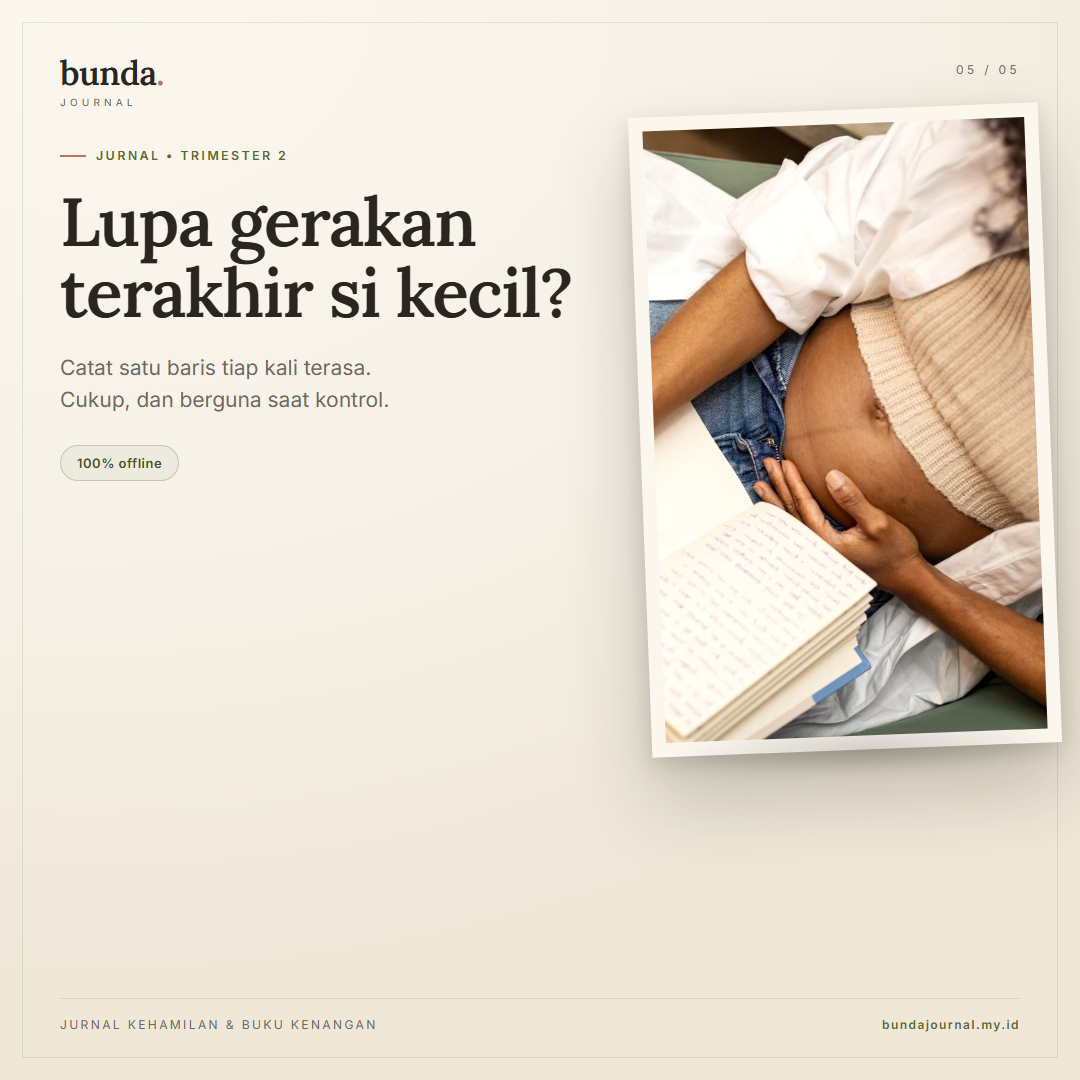 bunda.
JOURNAL
05 / 05
JURNAL • TRIMESTER 2
Lupa gerakan
terakhir si kecil?
Catat satu baris tiap kali terasa.
Cukup, dan berguna saat kontrol.
100% offline
JURNAL KEHAMILAN & BUKU KENANGAN
bundajournal.my.id